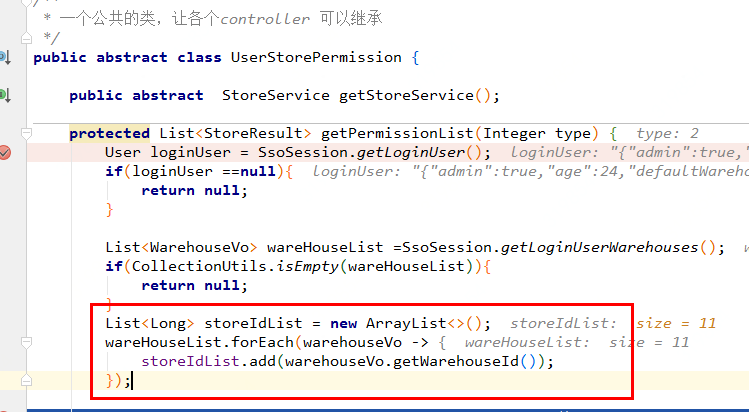 /**
* 一个公共的类，让各个controller 可以继承
*/
public abstract class UserStorePermission {
public abstract  StoreService getStoreService();
protected List<StoreResult> getPermissionList(Integer type) {  type: 2
User loginUser = SsoSession.getLoginUser();  loginUser: "{"admin":true,"
if(loginUser ==null){  loginUser: "{"admin":true,"age":24,"defaultWareho
return null;
}
List<WarehouseVo> wareHouseList =SsoSession.getLoginUserWarehouses();  w
if(CollectionUtils.isEmpty(wareHouseList)){
return null;
}
List<Long> storeIdList = new ArrayList<>();  storeIdList:  size = 11
wareHouseList.forEach(warehouseVo -> {  wareHouseList:  size = 11
storeIdList.add(warehouseVo.getWarehouseId());
});